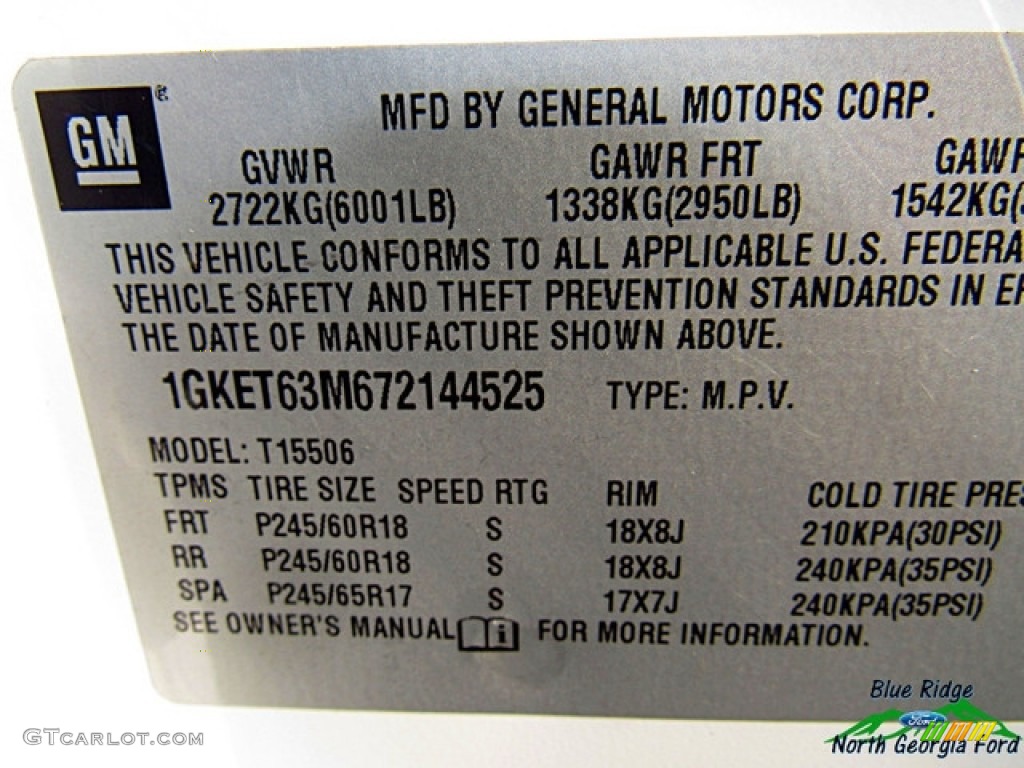 GM
MFD BY GENERAL MOTORS CORP.
GVWR GAWR FRT GAWR
2722KG(6001LB) 1338KG(2950LB) 1542KG(
THIS VEHICLE CONFORMS TO ALL APPLICABLE U.S. FEDERA
VEHICLE SAFETY AND THEFT PREVENTION STANDARDS IN EF
THE DATE OF MANUFACTURE SHOWN ABOVE.
1GKET63M672144525 TYPE: M.P.V.
MODEL: T15506
TPMS TIRE SIZE SPEED RTG RIM COLD TIRE PRES
FRT P245/60R18 S 18X8J 210KPA(30PSI)
RR P245/60R18 S 18X8J 240KPA(35PSI)
SPA P245/65R17 S 17X7J 240KPA(35PSI)
SEE OWNER'S MANUAL FOR MORE INFORMATION.
Blue Ridge
Ford
North Georgia Ford
GTcarlot.com